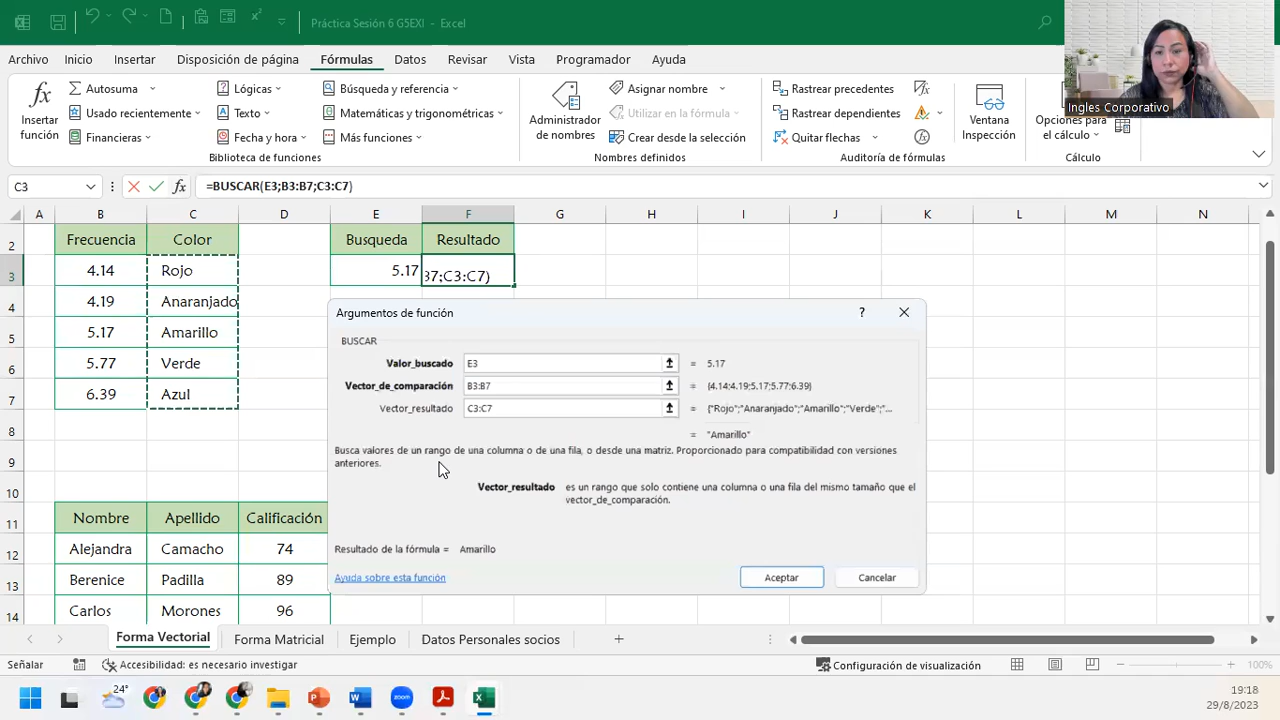 Práctica Sesión 6 G5EXI - Excel
Archivo Inicio Insertar Disposición de página Fórmulas Datos Revisar Vista Programador Ayuda
Ingles Corporativo
fx Insertar función
Autosuma
Usado recientemente
Financieras
Lógicas
Texto
Fecha y hora
Búsqueda y referencia
Matemáticas y trigonométricas
Más funciones
Biblioteca de funciones
Administrador de nombres
Asignar nombre
Utilizar en la fórmula
Crear desde la selección
Nombres definidos
Rastrear precedentes
Rastrear dependientes
Quitar flechas
Auditoría de fórmulas
Ventana Inspección
Opciones para el cálculo
Cálculo
C3 fx =BUSCAR(E3;B3:B7;C3:C7)
A B C D E F G H I J K L M N
2 Frecuencia Color Busqueda Resultado
3 4.14 Rojo 5.17 B7;C3:C7)
4 4.19 Anaranjado
5 5.17 Amarillo
6 5.77 Verde
7 6.39 Azul
8
9
10
11 Nombre Apellido Calificación
12 Alejandra Camacho 74
13 Berenice Padilla 89
14 Carlos Morones 96
Argumentos de función ?
BUSCAR
Valor_buscado E3 = 5.17
Vector_de_comparación B3:B7 = {4.14;4.19;5.17;5.77;6.39}
Vector_resultado C3:C7 = {"Rojo";"Anaranjado";"Amarillo";"Verde";"...
= "Amarillo"
Busca valores de un rango de una columna o de una fila, o desde una matriz. Proporcionado para compatibilidad con versiones
anteriores.
Vector_resultado es un rango que solo contiene una columna o una fila del mismo tamaño que el
vector_de_comparación.
Resultado de la fórmula = Amarillo
Ayuda sobre esta función Aceptar Cancelar
Forma Vectorial Forma Matricial Ejemplo Datos Personales socios
Señalar Accesibilidad: es necesario investigar Configuración de visualización 100%
24°
zoom
19:18
29/8/2023